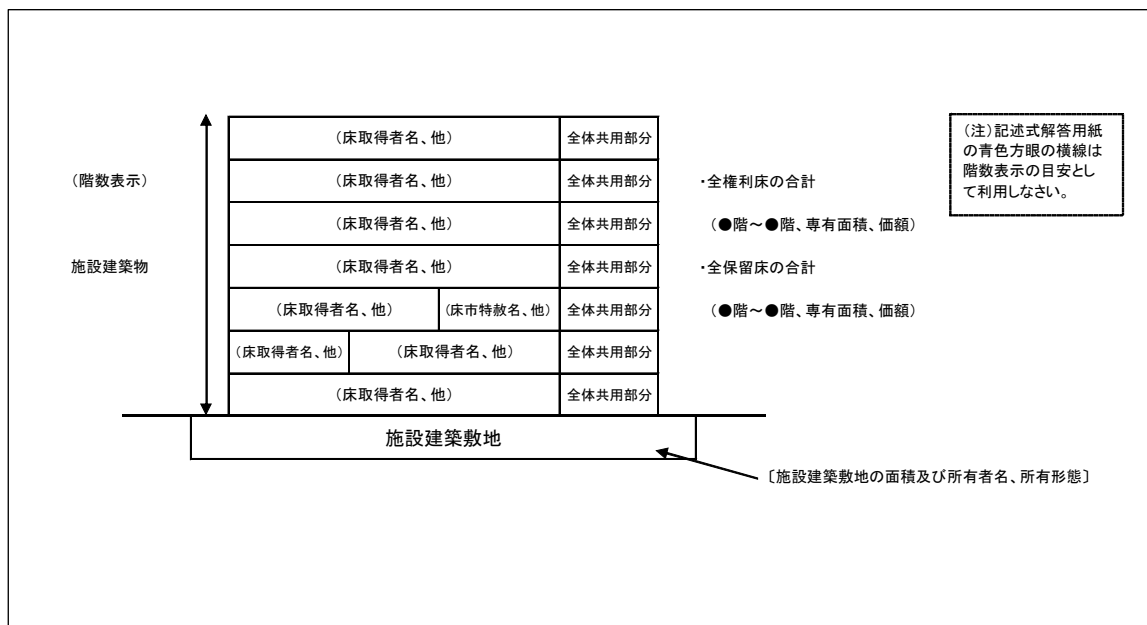 (床取得者名、他) 全体共用部分
(階数表示) (床取得者名、他) 全体共用部分 ・全権利床の合計
(床取得者名、他) 全体共用部分 (●階~●階、専有面積、価額)
施設建築物 (床取得者名、他) 全体共用部分 ・全保留床の合計
(床取得者名、他) (床市特赦名、他) 全体共用部分 (●階~●階、専有面積、価額)
(床取得者名、他) (床取得者名、他) 全体共用部分
(床取得者名、他) 全体共用部分
施設建築敷地
〔施設建築敷地の面積及び所有者名、所有形態〕
(注)記述式解答用紙
の青色方眼の横線は
階数表示の目安とし
て利用しなさい。